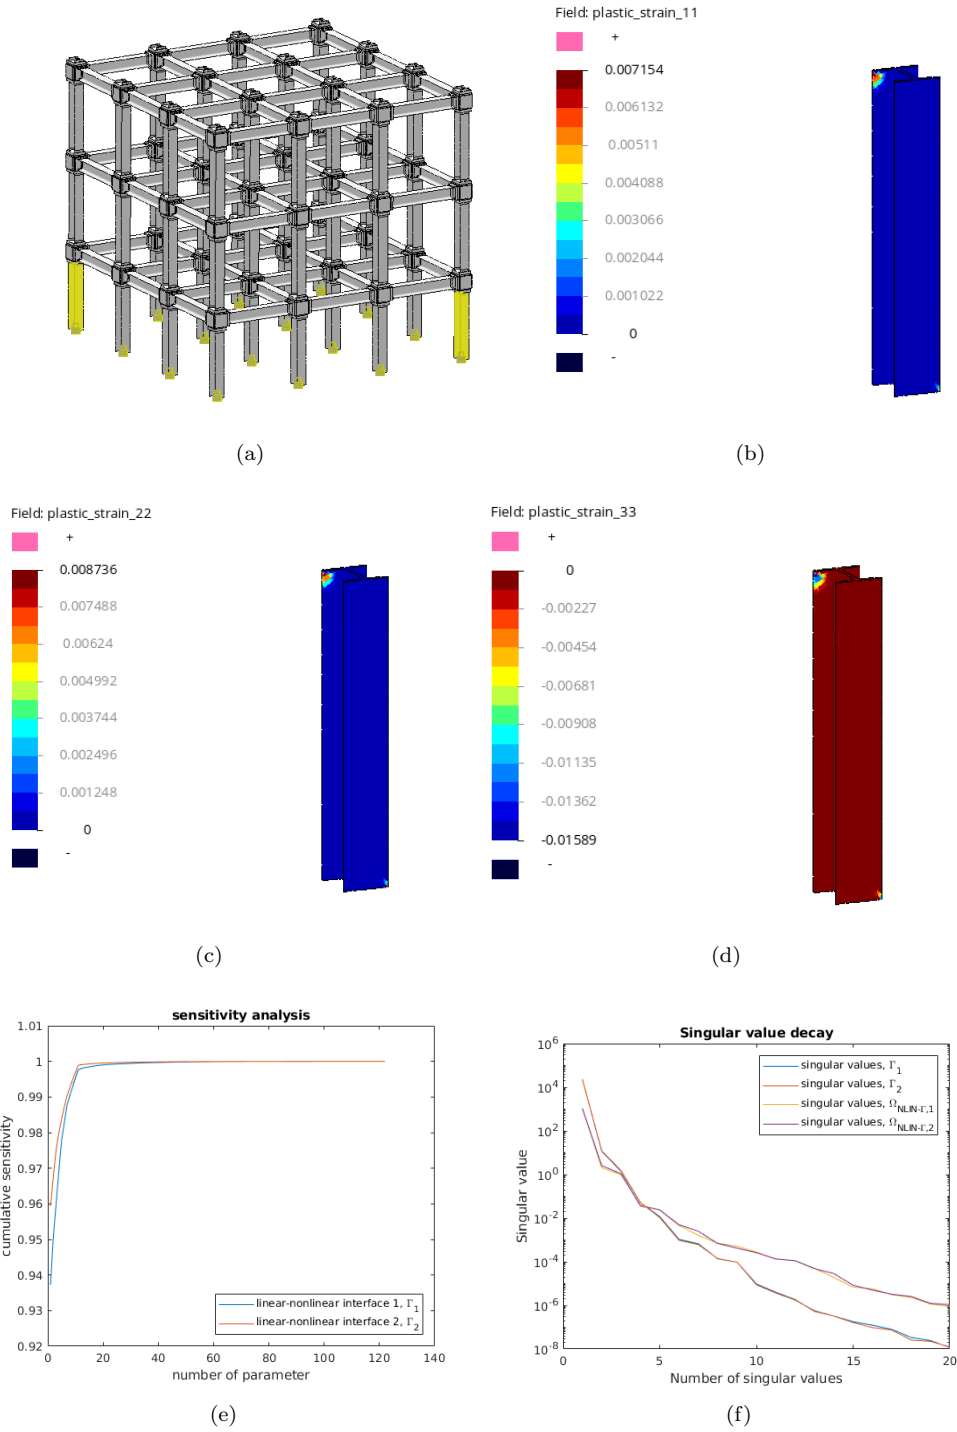 Field: plastic_strain_11
+
0.007154
0.006132
0.00511
0.004088
0.003066
0.002044
0.001022
0
-
(a)
(b)
Field: plastic_strain_22
+
0.008736
0.007488
0.00624
0.004992
0.003744
0.002496
0.001248
0
-
Field: plastic_strain_33
+
0
-0.00227
-0.00454
-0.00681
-0.00908
-0.01135
-0.01362
-0.01589
-
(c)
(d)
sensitivity analysis
1.01
1
0.99
0.98
0.97
0.96
0.95
0.94
0.93
0.92
cumulative sensitivity
linear-nonlinear interface 1, Γ_1
linear-nonlinear interface 2, Γ_2
0 20 40 60 80 100 120 140
number of parameter
(e)
Singular value decay
10^6
10^4
10^2
10^0
10^-2
10^-4
10^-6
10^-8
Singular value
singular values, Γ_1
singular values, Γ_2
singular values, Ω_NLIN-Γ,1
singular values, Ω_NLIN-Γ,2
0 5 10 15 20
Number of singular values
(f)